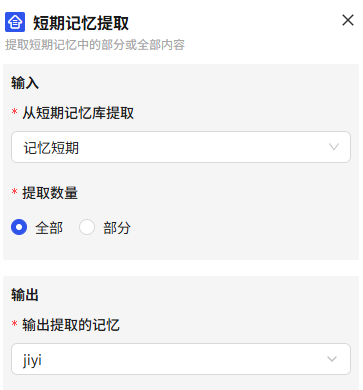 短期记忆提取
提取短期记忆中的部分或全部内容
输入
* 从短期记忆库提取
记忆短期
* 提取数量
全部 部分
输出
* 输出提取的记忆
jiyi